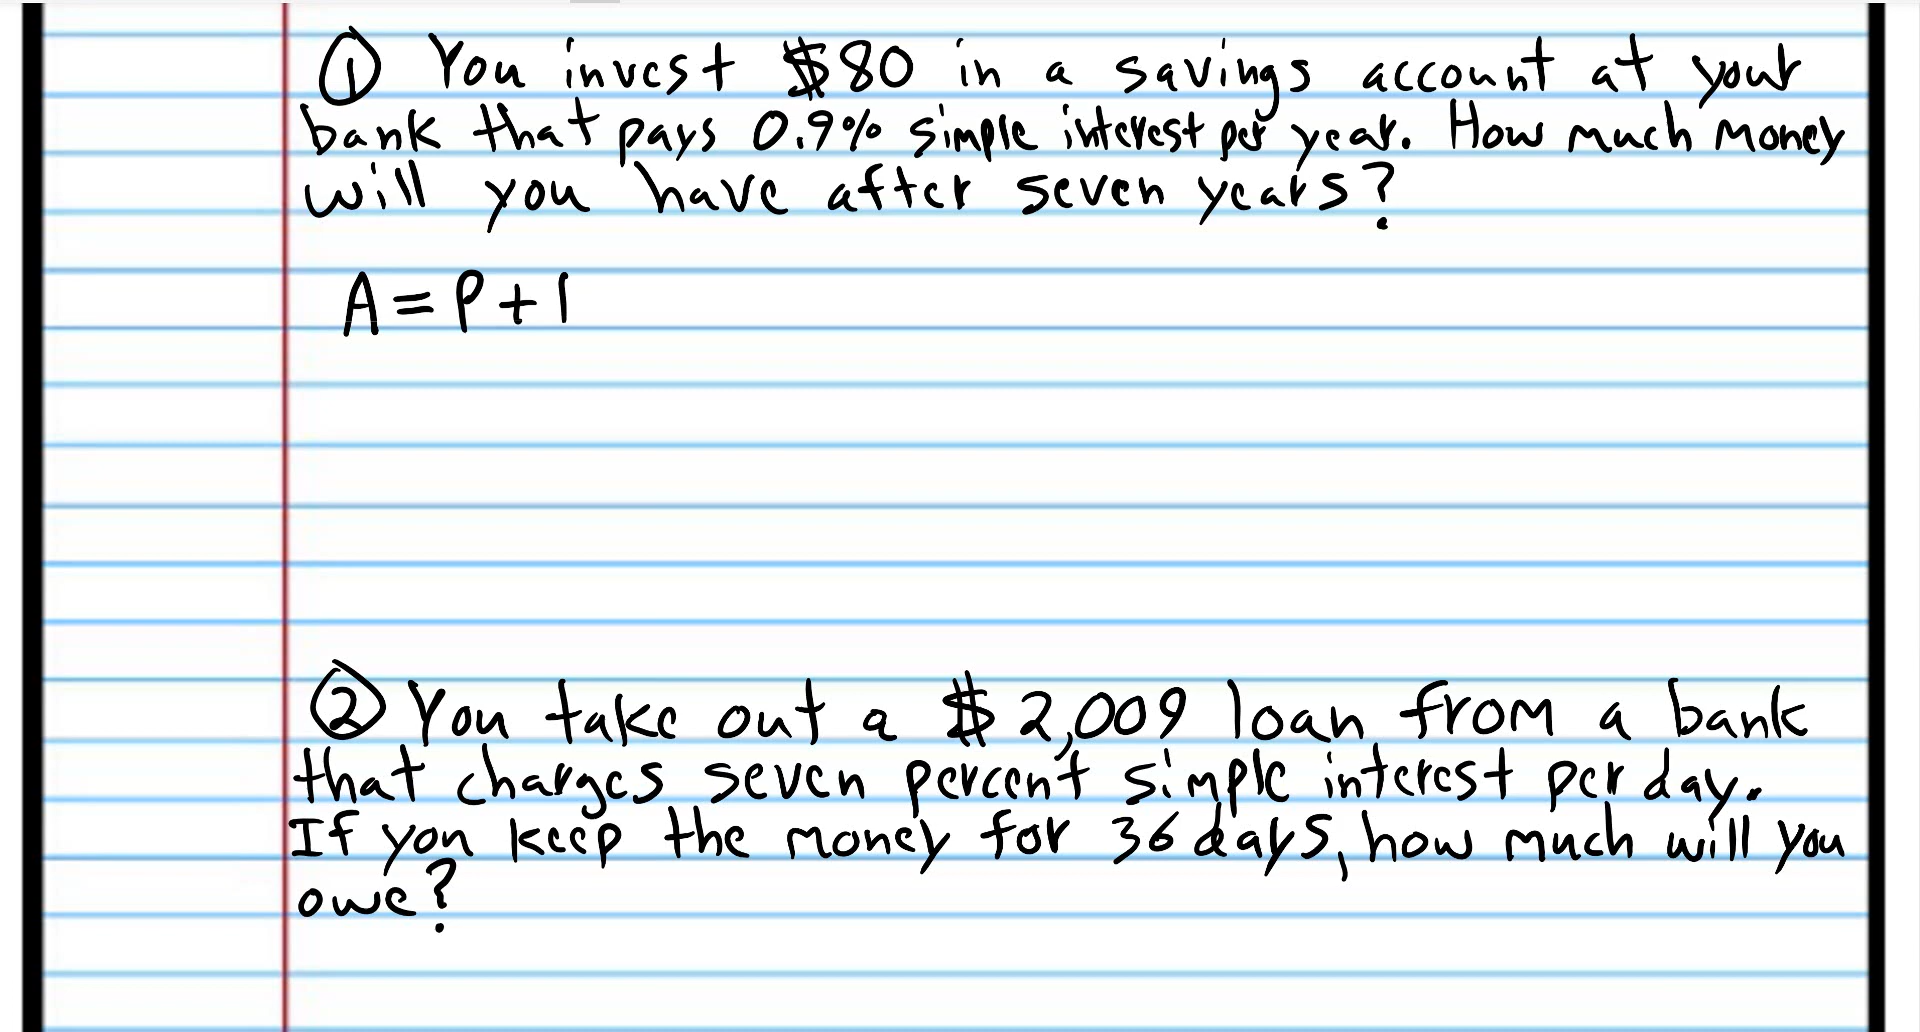 ① You invest $80 in a savings account at your
bank that pays 0.9% simple interest per year. How much money
will you have after seven years?
A = P + I
② You take out a $2,009 loan from a bank
that charges seven percent simple interest per day.
If you keep the money for 36 days, how much will you
owe?